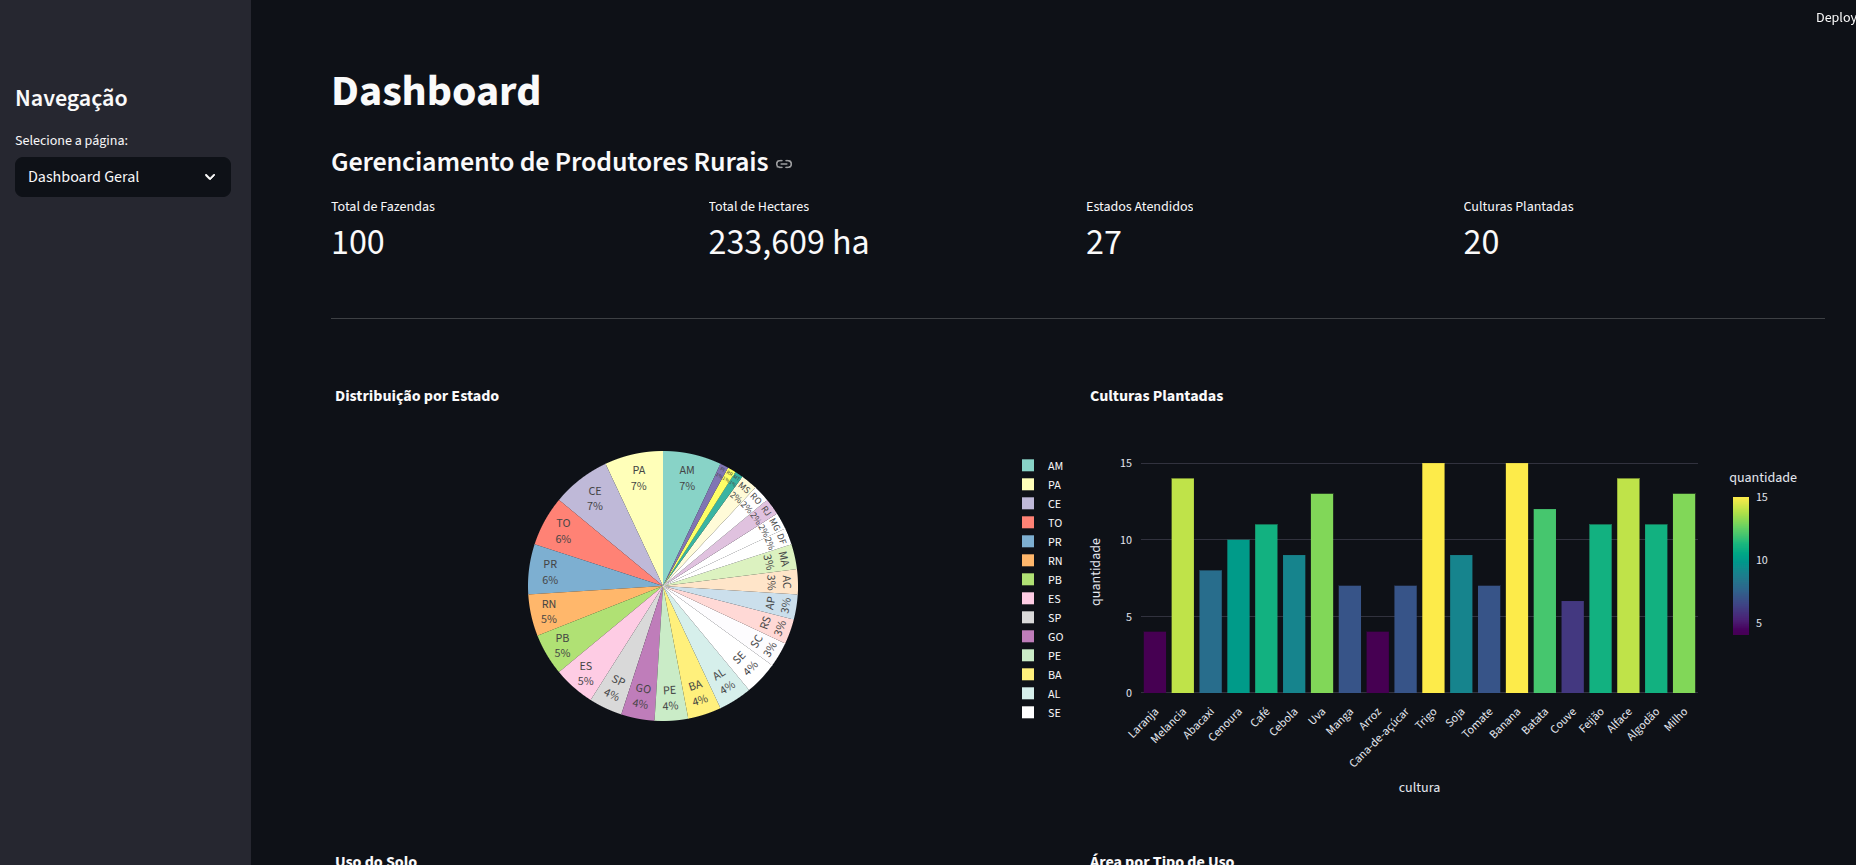 Deploy
Navegação
Selecione a página:
Dashboard Geral
Dashboard
Gerenciamento de Produtores Rurais
Total de Fazendas
100
Total de Hectares
233,609 ha
Estados Atendidos
27
Culturas Plantadas
20
Distribuição por Estado
PA
7%
AM
7%
CE
7%
TO
6%
PR
6%
RN
5%
PB
5%
ES
5%
SP
4%
GO
4%
PE
4%
BA
4%
AL
4%
SE
4%
SC
3%
RS
3%
AP
3%
AC
3%
MA
3%
DF
2%
MG
2%
RJ
2%
RO
2%
MS
2%
AM
PA
CE
TO
PR
RN
PB
ES
SP
GO
PE
BA
AL
SE
Culturas Plantadas
15
10
5
0
quantidade
Laranja
Melancia
Abacaxi
Cenoura
Café
Cebola
Uva
Manga
Arroz
Cana-de-açúcar
Trigo
Soja
Tomate
Banana
Batata
Couve
Feijão
Alface
Algodão
Milho
cultura
quantidade
15
10
5
Uso do Solo
Área por Tipo de Uso